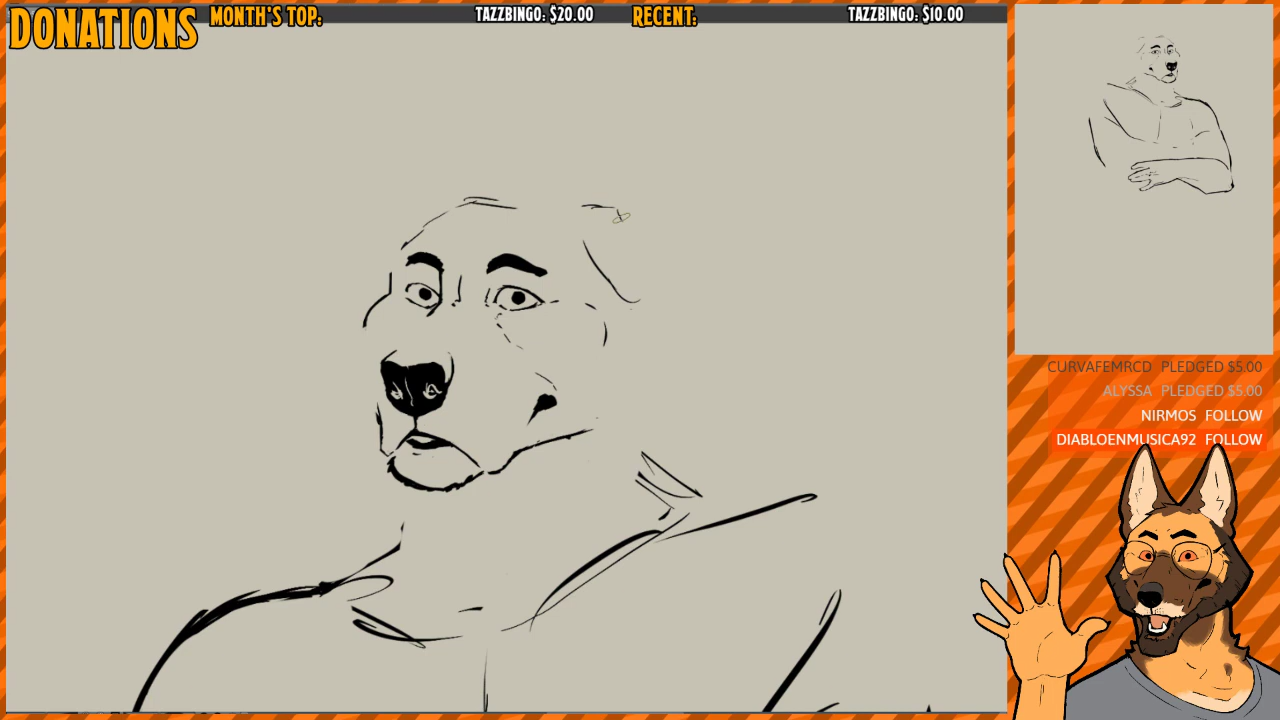 DONATIONS
MONTH'S TOP:
TAZZBINGO: $20.00
RECENT:
TAZZBINGO: $10.00
CURVAFEMRCD PLEDGED $5.00
ALYSSA PLEDGED $5.00
NIRMOS FOLLOW
DIABLOENMUSICA92 FOLLOW